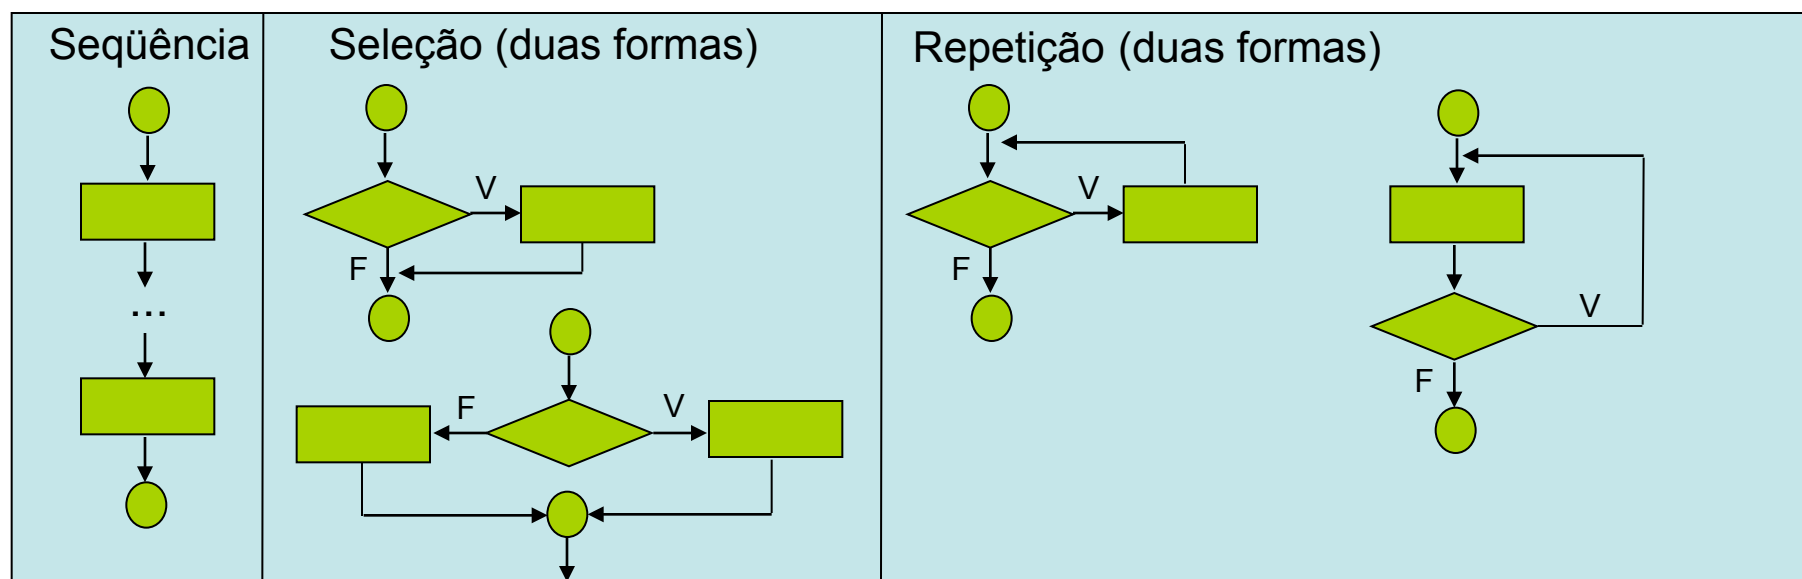 Seqüência
...
Seleção (duas formas)
V
F
F
V
Repetição (duas formas)
V
F
V
F